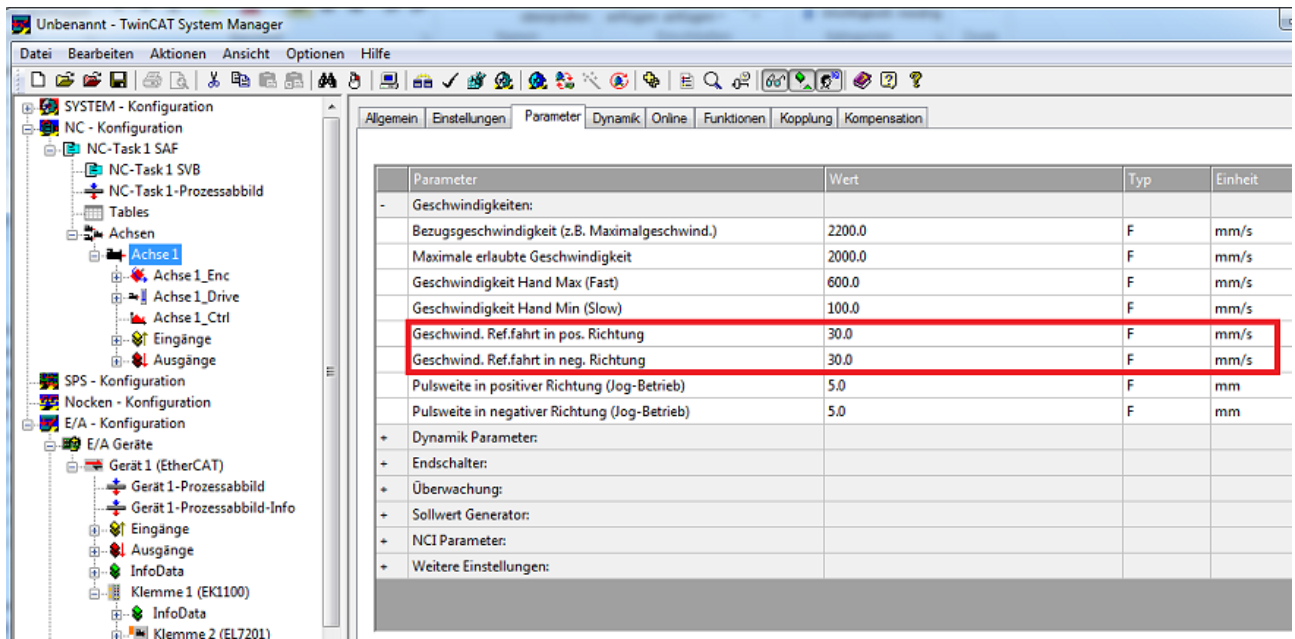 Unbenannt - TwinCAT System Manager
Datei Bearbeiten Aktionen Ansicht Optionen Hilfe
SYSTEM - Konfiguration
NC - Konfiguration
NC-Task 1 SAF
NC-Task 1 SVB
NC-Task 1-Prozessabbild
Tables
Achsen
Achse 1
Achse 1_Enc
Achse 1_Drive
Achse 1_Ctrl
Eingänge
Ausgänge
SPS - Konfiguration
Nocken - Konfiguration
E/A - Konfiguration
E/A Geräte
Gerät 1 (EtherCAT)
Gerät 1-Prozessabbild
Gerät 1-Prozessabbild-Info
Eingänge
Ausgänge
InfoData
Klemme 1 (EK1100)
InfoData
Klemme 2 (EL7201)
Allgemein Einstellungen Parameter Dynamik Online Funktionen Kopplung Kompensation
Parameter Wert Typ Einheit
- Geschwindigkeiten:
Bezugsgeschwindigkeit (z.B. Maximalgeschwind.) 2200.0 F mm/s
Maximale erlaubte Geschwindigkeit 2000.0 F mm/s
Geschwindigkeit Hand Max (Fast) 600.0 F mm/s
Geschwindigkeit Hand Min (Slow) 100.0 F mm/s
Geschwind. Ref.fahrt in pos. Richtung 30.0 F mm/s
Geschwind. Ref.fahrt in neg. Richtung 30.0 F mm/s
Pulsweite in positiver Richtung (Jog-Betrieb) 5.0 F mm
Pulsweite in negativer Richtung (Jog-Betrieb) 5.0 F mm
+ Dynamik Parameter:
+ Endschalter:
+ Überwachung:
+ Sollwert Generator:
+ NCI Parameter:
+ Weitere Einstellungen: